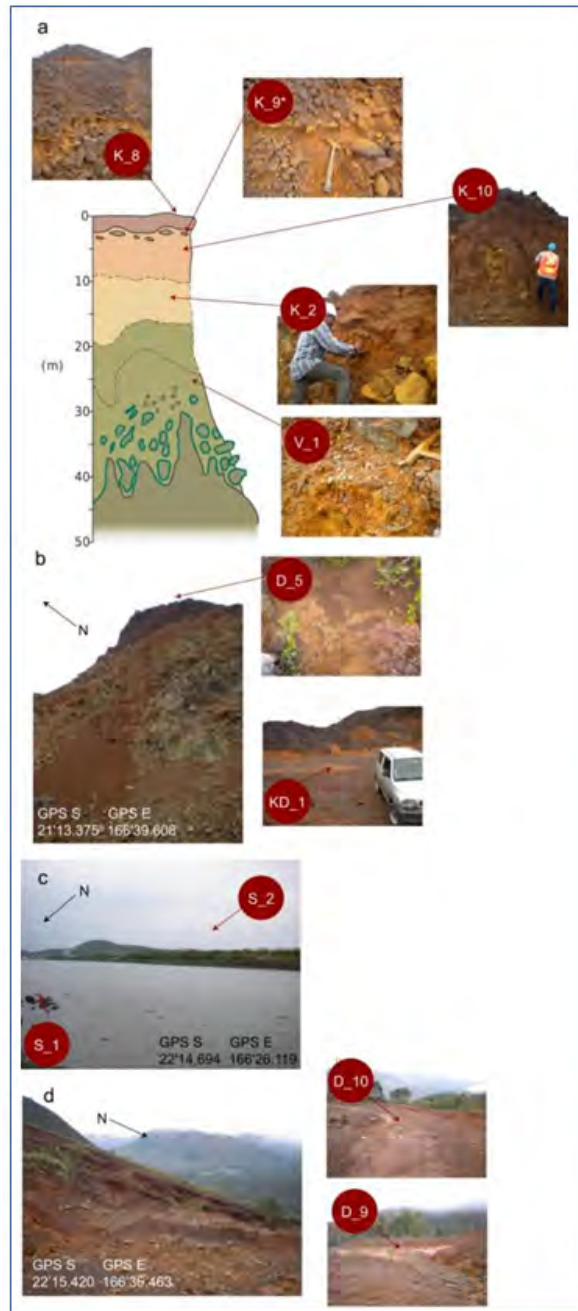 a
K_8
K_9*
K_10
0
10
K_2
20
(m)
V_1
30
40
50
b
D_5
N
KD_1
GPS S GPS E
21°13.375° 166°39.608
c
N
S_2
S_1
GPS S GPS E
22°14.694 166°26.119
d
N
D_10
D_9
GPS S GPS E
22°15.420 166°39.463